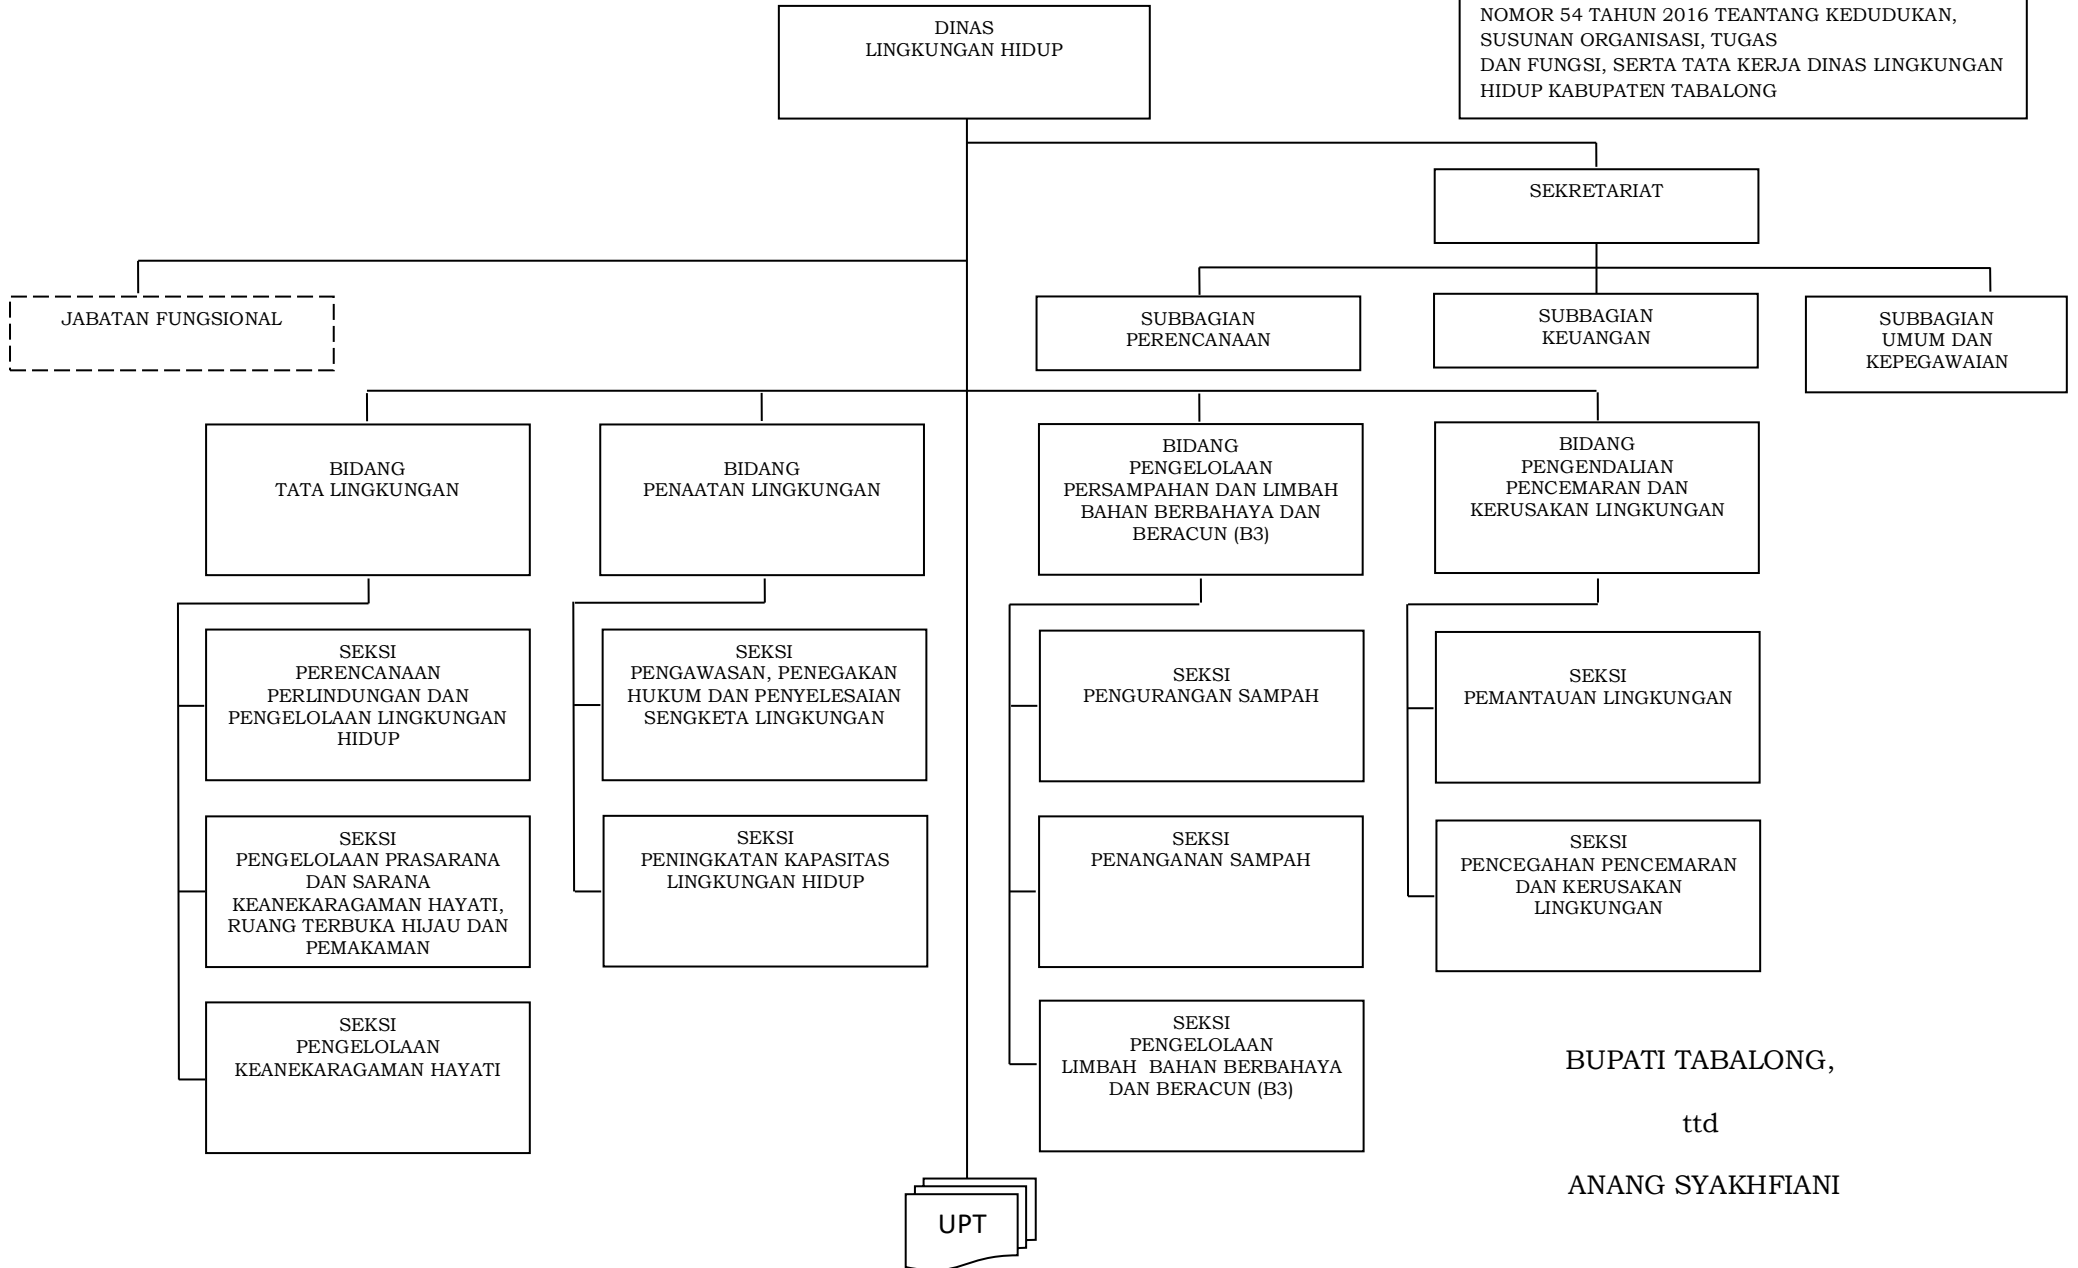 DINAS
LINGKUNGAN HIDUP
NOMOR 54 TAHUN 2016 TEANTANG KEDUDUKAN,
SUSUNAN ORGANISASI, TUGAS
DAN FUNGSI, SERTA TATA KERJA DINAS LINGKUNGAN
HIDUP KABUPATEN TABALONG
SEKRETARIAT
JABATAN FUNGSIONAL
SUBBAGIAN
PERENCANAAN
SUBBAGIAN
KEUANGAN
SUBBAGIAN
UMUM DAN
KEPEGAWAIAN
BIDANG
TATA LINGKUNGAN
BIDANG
PENAATAN LINGKUNGAN
BIDANG
PENGELOLAAN
PERSAMPAHAN DAN LIMBAH
BAHAN BERBAHAYA DAN
BERACUN (B3)
BIDANG
PENGENDALIAN
PENCEMARAN DAN
KERUSAKAN LINGKUNGAN
SEKSI
PERENCANAAN
PERLINDUNGAN DAN
PENGELOLAAN LINGKUNGAN
HIDUP
SEKSI
PENGAWASAN, PENEGAKAN
HUKUM DAN PENYELESAIAN
SENGKETA LINGKUNGAN
SEKSI
PENGURANGAN SAMPAH
SEKSI
PEMANTAUAN LINGKUNGAN
SEKSI
PENGELOLAAN PRASARANA
DAN SARANA
KEANEKARAGAMAN HAYATI,
RUANG TERBUKA HIJAU DAN
PEMAKAMAN
SEKSI
PENINGKATAN KAPASITAS
LINGKUNGAN HIDUP
SEKSI
PENANGANAN SAMPAH
SEKSI
PENCEGAHAN PENCEMARAN
DAN KERUSAKAN
LINGKUNGAN
SEKSI
PENGELOLAAN
KEANEKARAGAMAN HAYATI
SEKSI
PENGELOLAAN
LIMBAH  BAHAN BERBAHAYA
DAN BERACUN (B3)
BUPATI TABALONG,
ttd
ANANG SYAKHFIANI
UPT